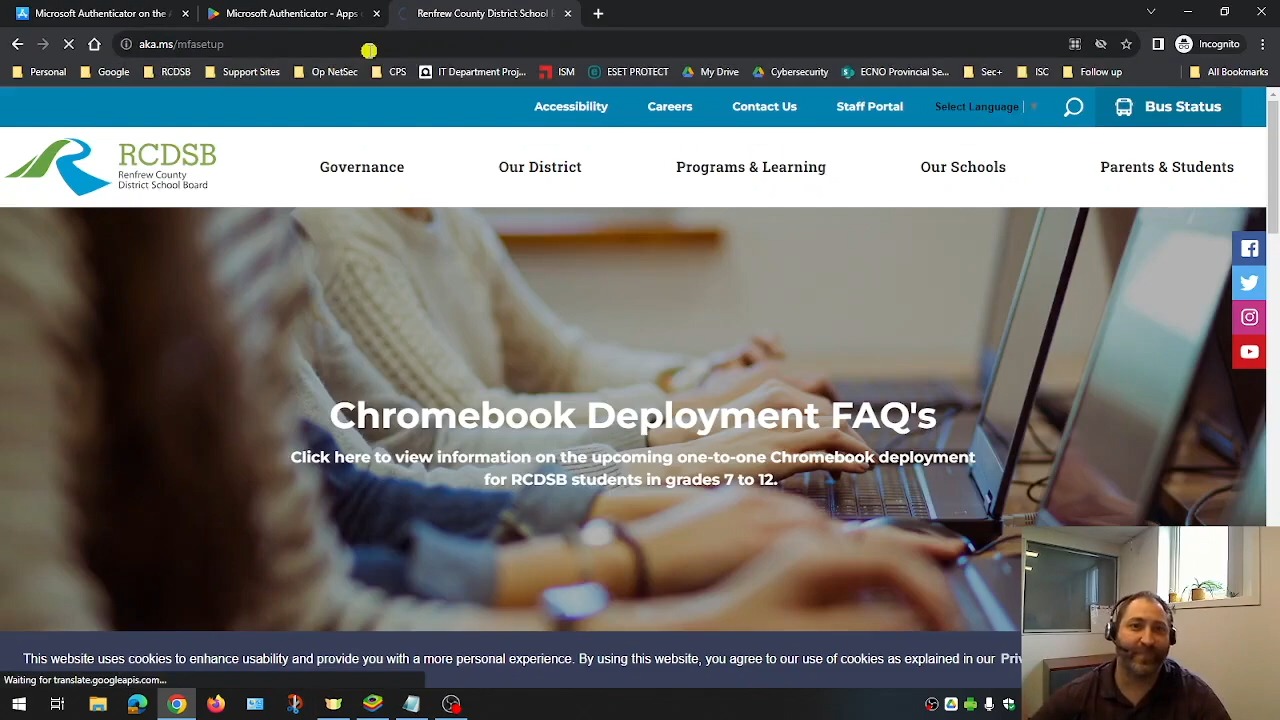 Microsoft Authenticator on the A
Microsoft Authenticator - Apps o
Renfrew County District School B
aka.ms/mfasetup
Incognito
Personal
Google
RCDSB
Support Sites
Op NetSec
CPS
IT Department Proj...
ISM
ESET PROTECT
My Drive
Cybersecurity
ECNO Provincial Se...
Sec+
ISC
Follow up
All Bookmarks
Accessibility
Careers
Contact Us
Staff Portal
Select Language
Bus Status
RCDSB
Renfrew County
District School Board
Governance
Our District
Programs & Learning
Our Schools
Parents & Students
Chromebook Deployment FAQ's
Click here to view information on the upcoming one-to-one Chromebook deployment
for RCDSB students in grades 7 to 12.
This website uses cookies to enhance usability and provide you with a more personal experience. By using this website, you agree to our use of cookies as explained in our Priv
Waiting for translate.googleapis.com...